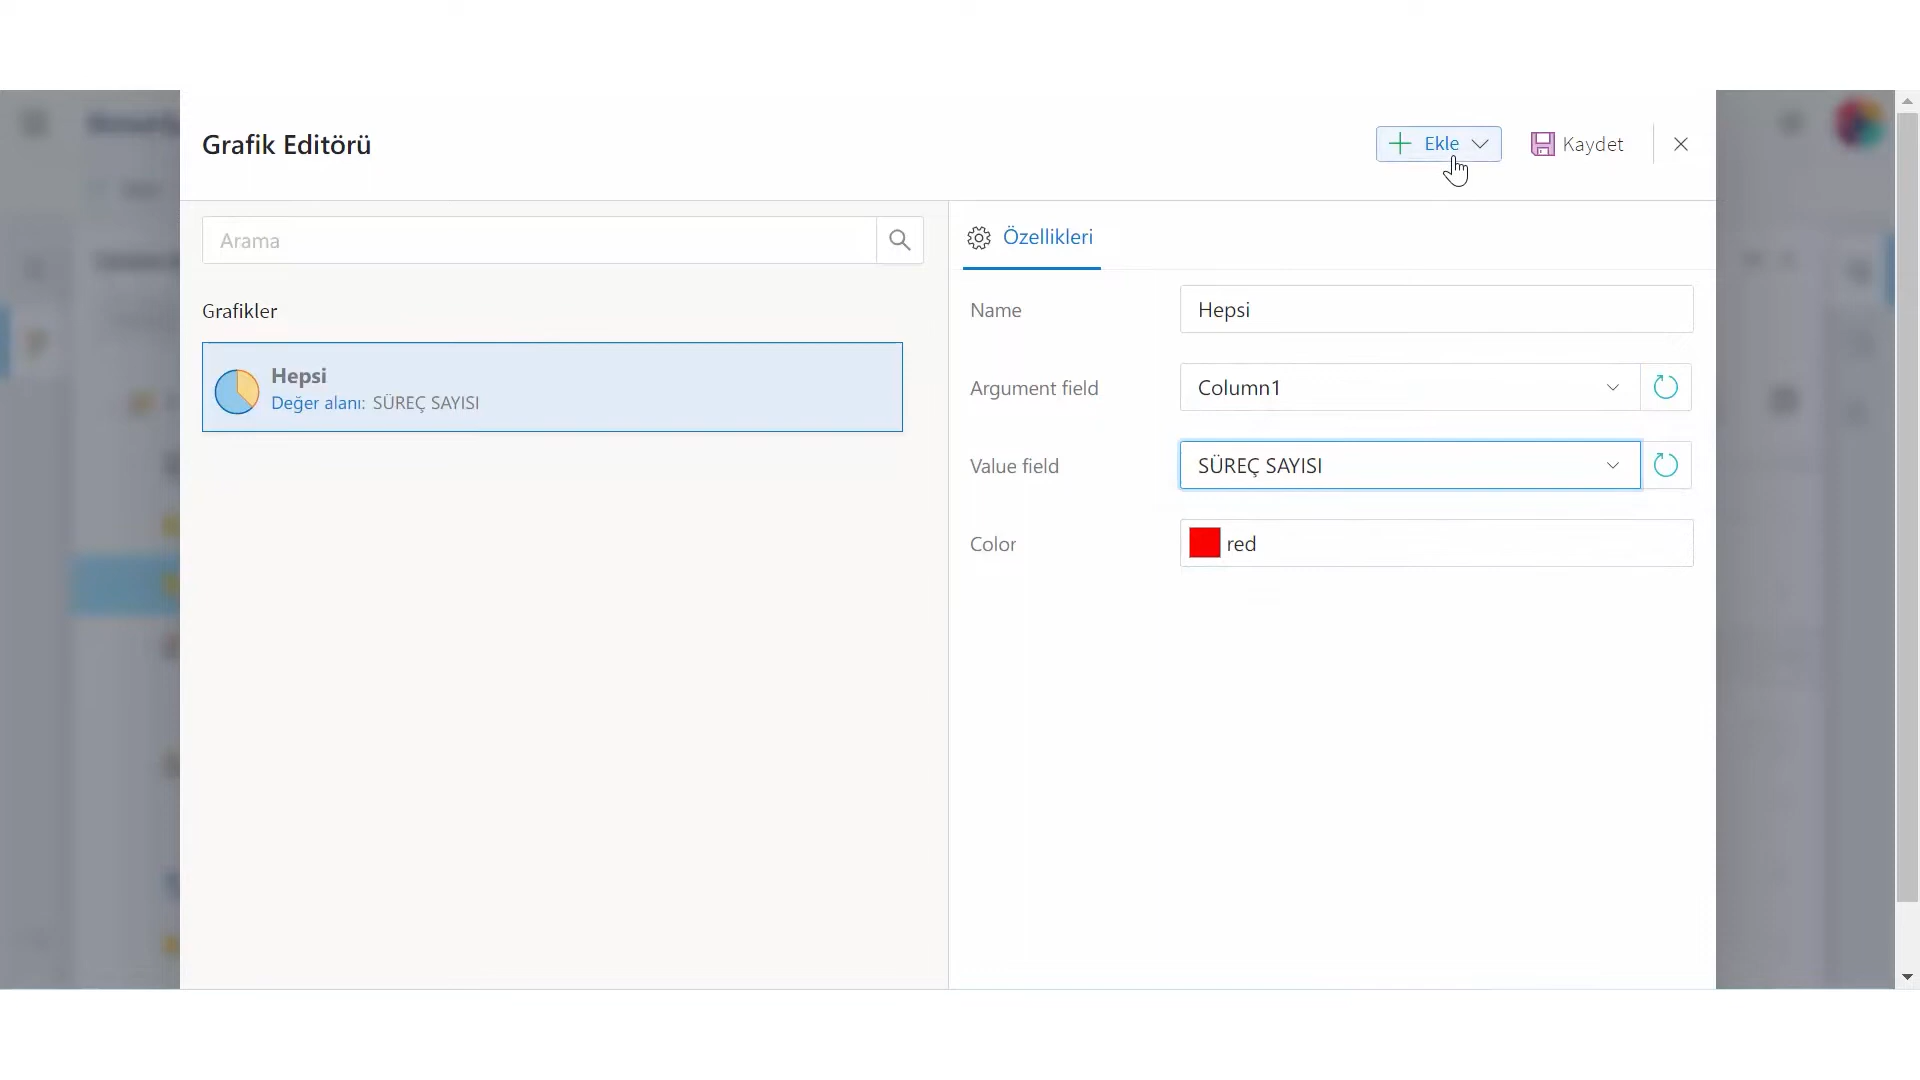 Grafik Editörü
Ekle
Kaydet
Arama
Grafikler
Hepsi
Değer alanı: SÜREÇ SAYISI
Özellikleri
Name
Hepsi
Argument field
Column1
Value field
SÜREÇ SAYISI
Color
red